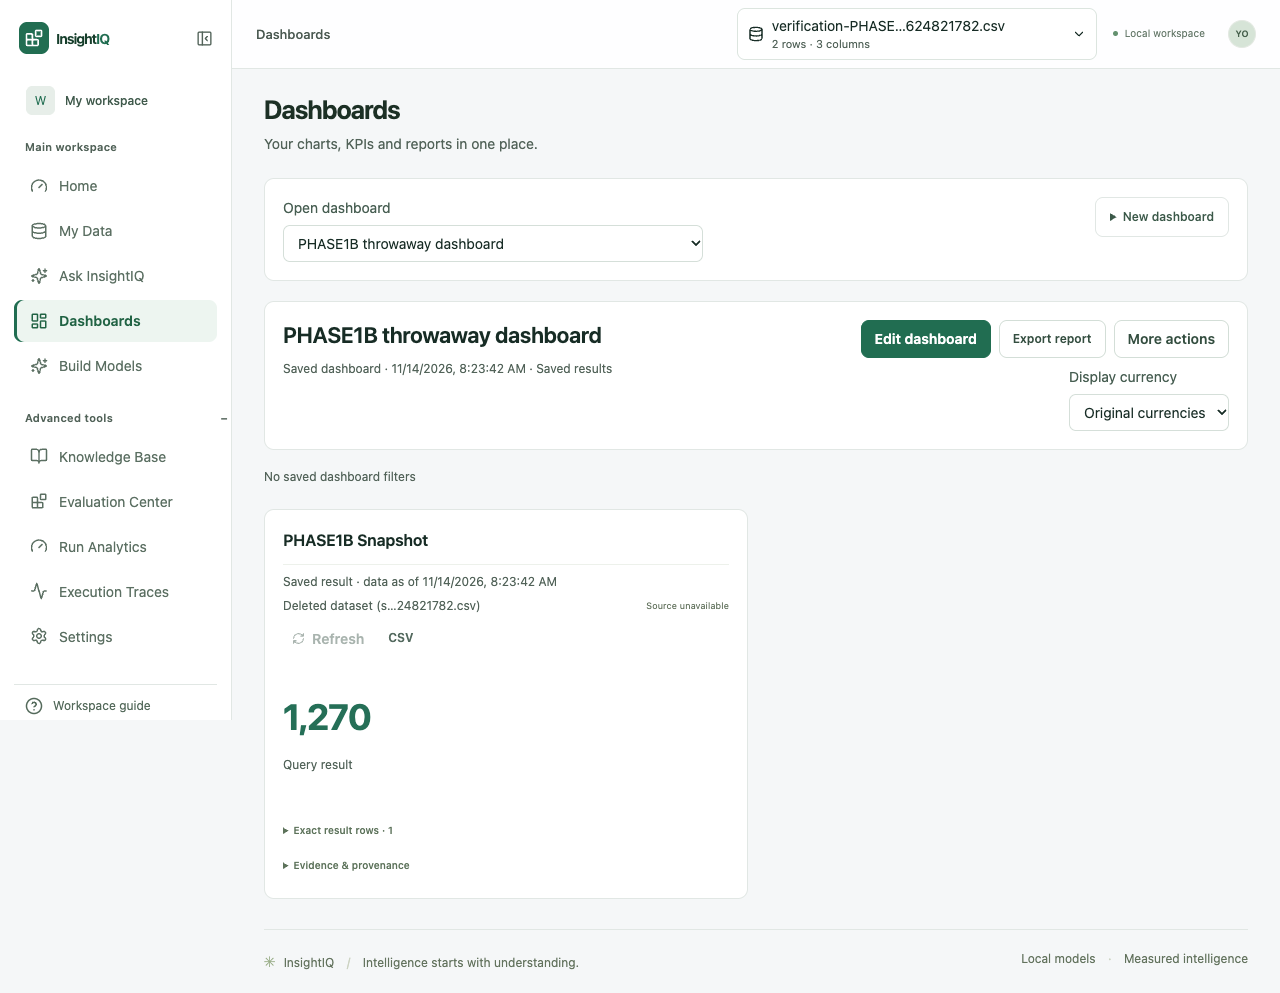 InsightIQ
W My workspace
Main workspace
Home
My Data
Ask InsightIQ
Dashboards
Build Models
Advanced tools –
Knowledge Base
Evaluation Center
Run Analytics
Execution Traces
Settings
Workspace guide
Dashboards
verification-PHASE...624821782.csv
2 rows · 3 columns
Local workspace
YO
Dashboards
Your charts, KPIs and reports in one place.
Open dashboard
PHASE1B throwaway dashboard
New dashboard
PHASE1B throwaway dashboard
Saved dashboard · 11/14/2026, 8:23:42 AM · Saved results
Edit dashboard
Export report
More actions
Display currency
Original currencies
No saved dashboard filters
PHASE1B Snapshot
Saved result · data as of 11/14/2026, 8:23:42 AM
Deleted dataset (s...24821782.csv)
Source unavailable
Refresh
CSV
1,270
Query result
Exact result rows · 1
Evidence & provenance
InsightIQ / Intelligence starts with understanding.
Local models · Measured intelligence